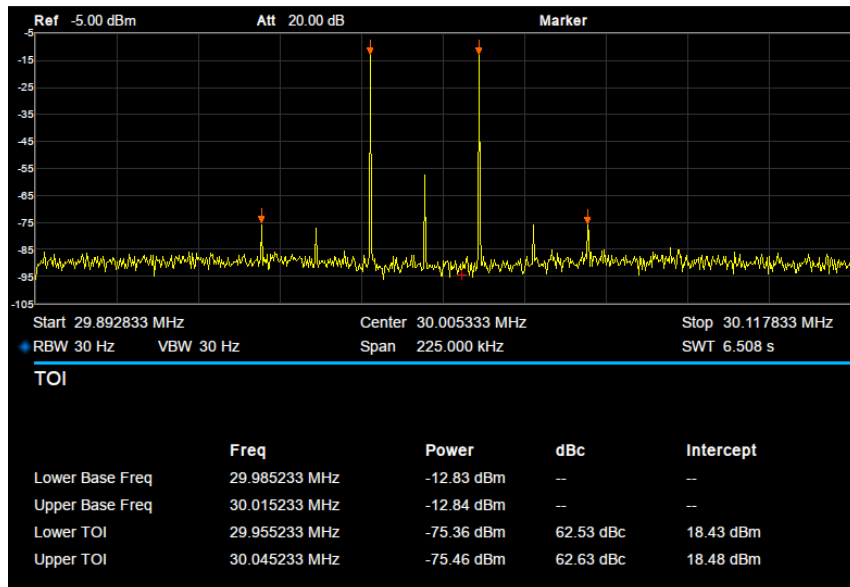 Ref -5.00 dBm Att 20.00 dB Marker
-5
-15
-25
-35
-45
-55
-65
-75
-85
-95
-105
Start 29.892833 MHz Center 30.005333 MHz Stop 30.117833 MHz
RBW 30 Hz VBW 30 Hz Span 225.000 kHz SWT 6.508 s
TOI
Freq Power dBc Intercept
Lower Base Freq 29.985233 MHz -12.83 dBm -- --
Upper Base Freq 30.015233 MHz -12.84 dBm -- --
Lower TOI 29.955233 MHz -75.36 dBm 62.53 dBc 18.43 dBm
Upper TOI 30.045233 MHz -75.46 dBm 62.63 dBc 18.48 dBm